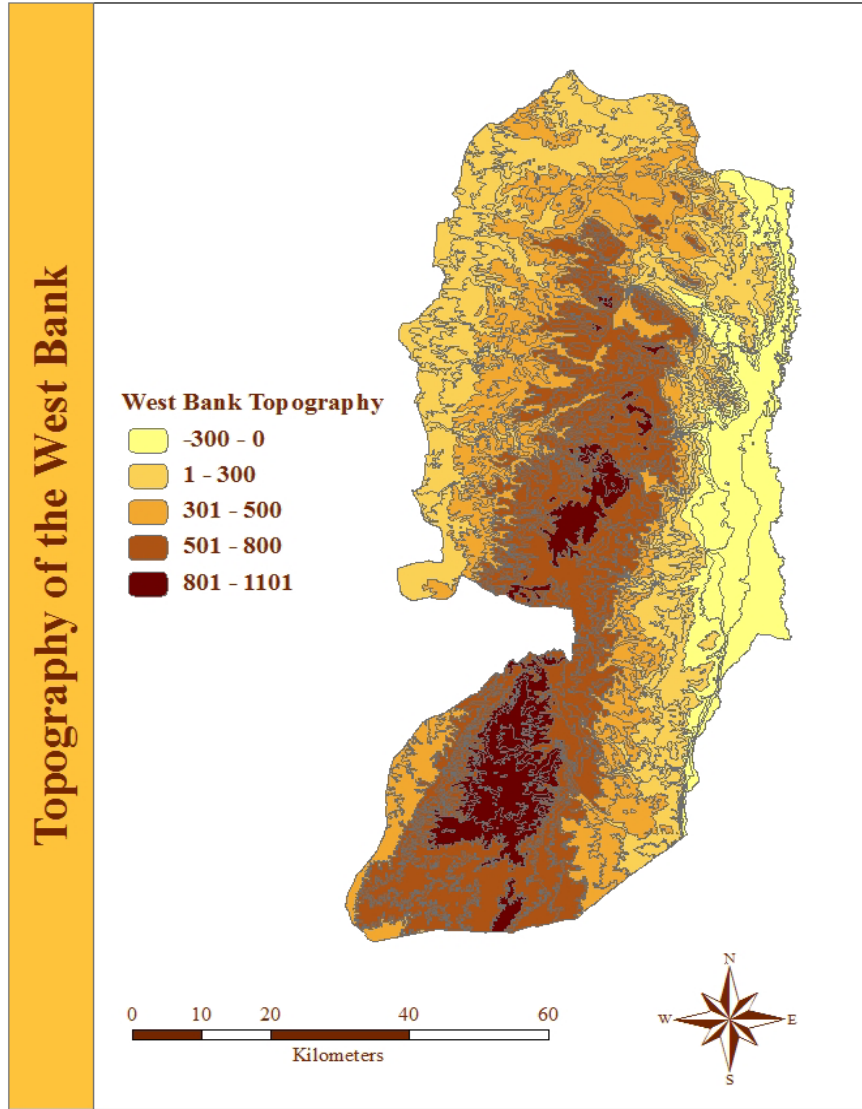 Topography of the West Bank
West Bank Topography
-300 - 0
1 - 300
301 - 500
501 - 800
801 - 1101
0 10 20 40 60
Kilometers
N
W E
S